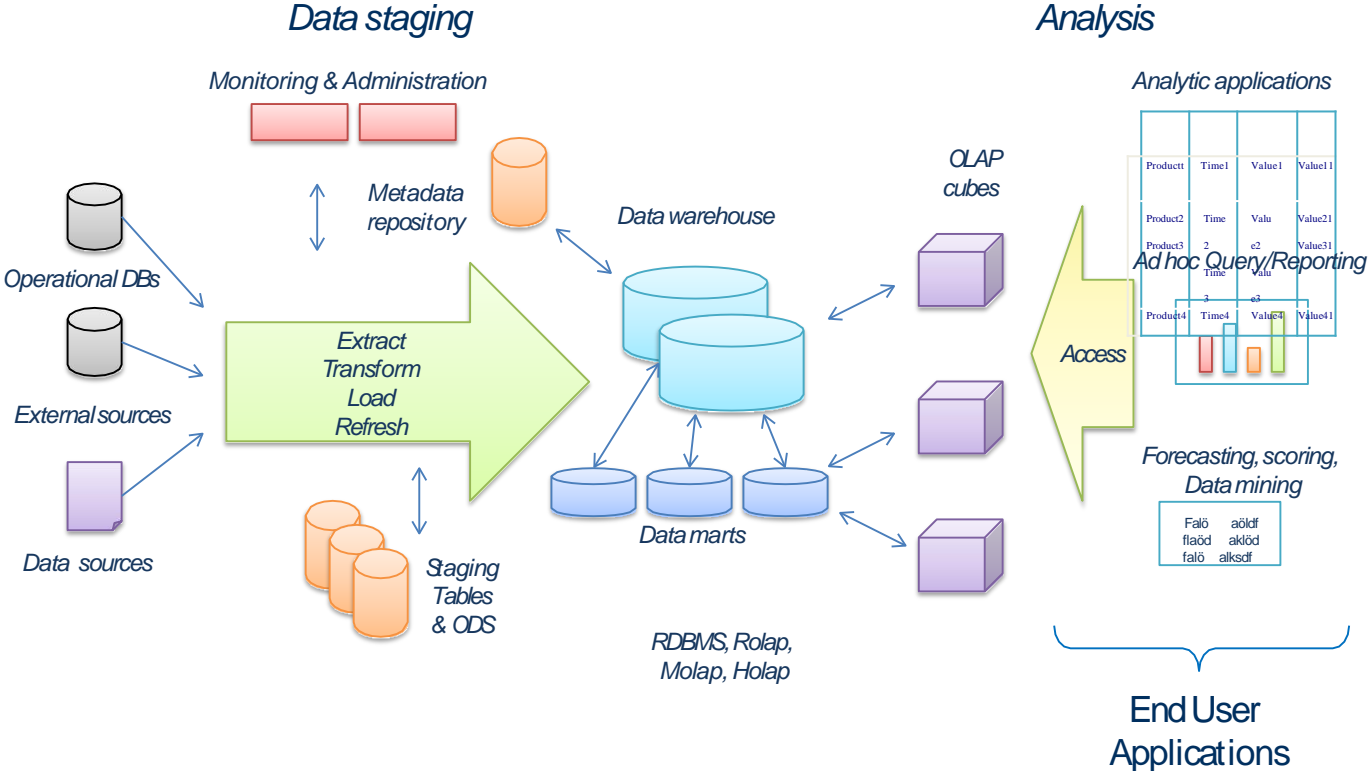 Data staging
Analysis
Monitoring & Administration
Analytic applications
OLAP
cubes
Metadata
repository
Data warehouse
Operational DBs
External sources
Data sources
Extract
Transform
Load
Refresh
Staging
Tables
& ODS
Data marts
RDBMS, Rolap,
Molap, Holap
Access
Productt Time1 Value1 Value11
Product2 Time Valu Value21
Product3 2 e2 Value31
Ad hoc Query/Reporting
Time Valu
3 e3
Product4 Time4 Value4 Value41
Forecasting, scoring,
Data mining
Falö aöldf
flaöd aklöd
falö alksdf
End User
Applications